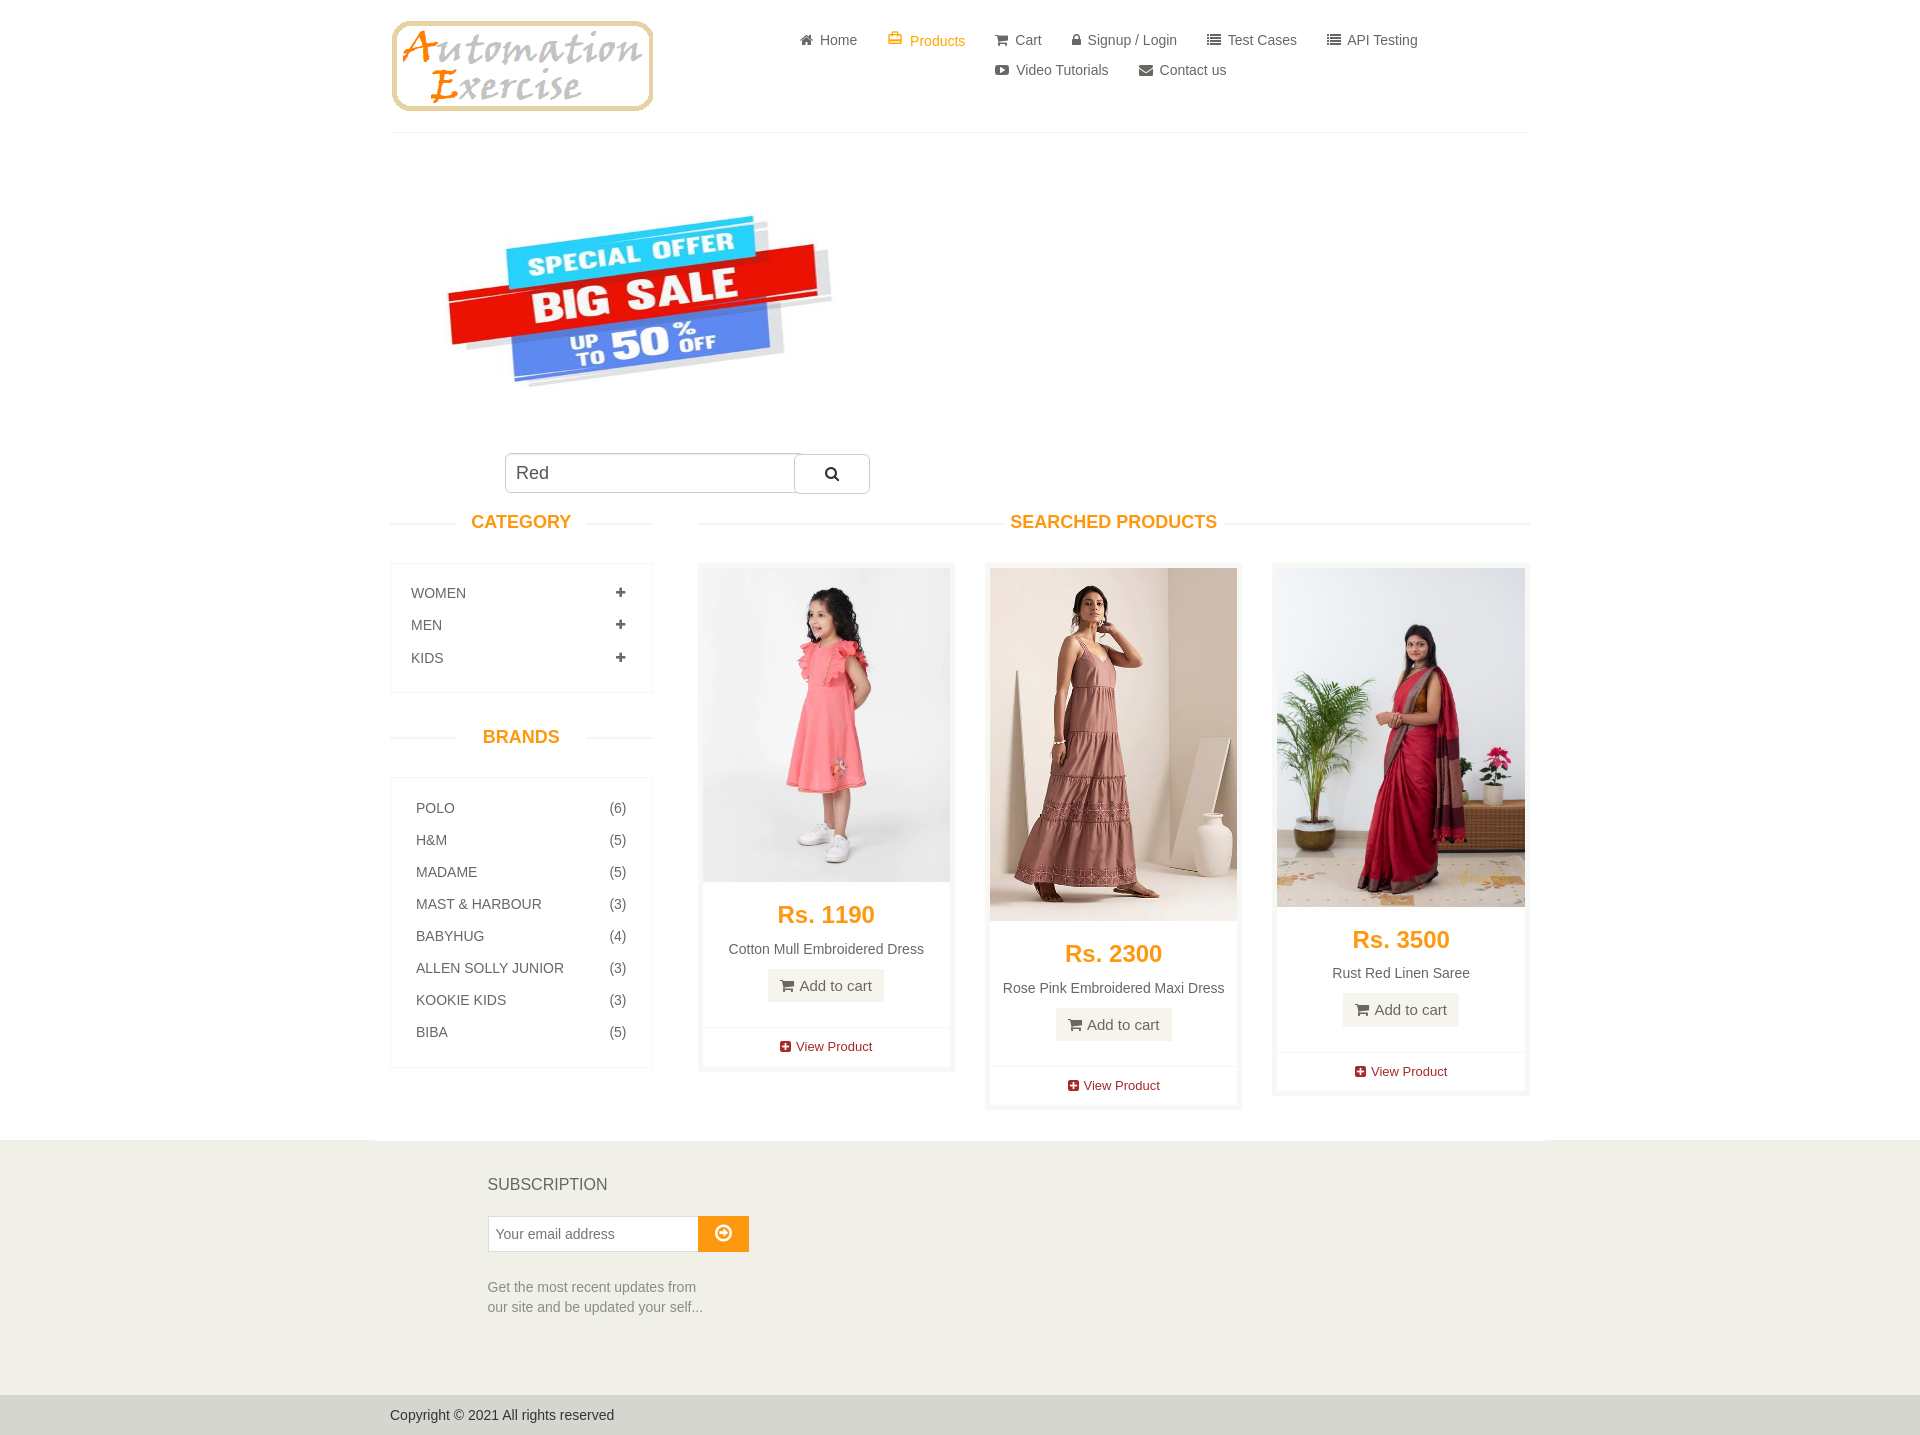 Automation
Exercise
Home
Products
Cart
Signup / Login
Test Cases
API Testing
Video Tutorials
Contact us
SPECIAL OFFER
BIG SALE
UP TO 50% OFF
Red
CATEGORY
WOMEN
MEN
KIDS
BRANDS
POLO (6)
H&M (5)
MADAME (5)
MAST & HARBOUR (3)
BABYHUG (4)
ALLEN SOLLY JUNIOR (3)
KOOKIE KIDS (3)
BIBA (5)
SEARCHED PRODUCTS
Rs. 1190
Cotton Mull Embroidered Dress
Add to cart
View Product
Rs. 2300
Rose Pink Embroidered Maxi Dress
Add to cart
View Product
Rs. 3500
Rust Red Linen Saree
Add to cart
View Product
SUBSCRIPTION
Your email address
Get the most recent updates from
our site and be updated your self...
Copyright © 2021 All rights reserved